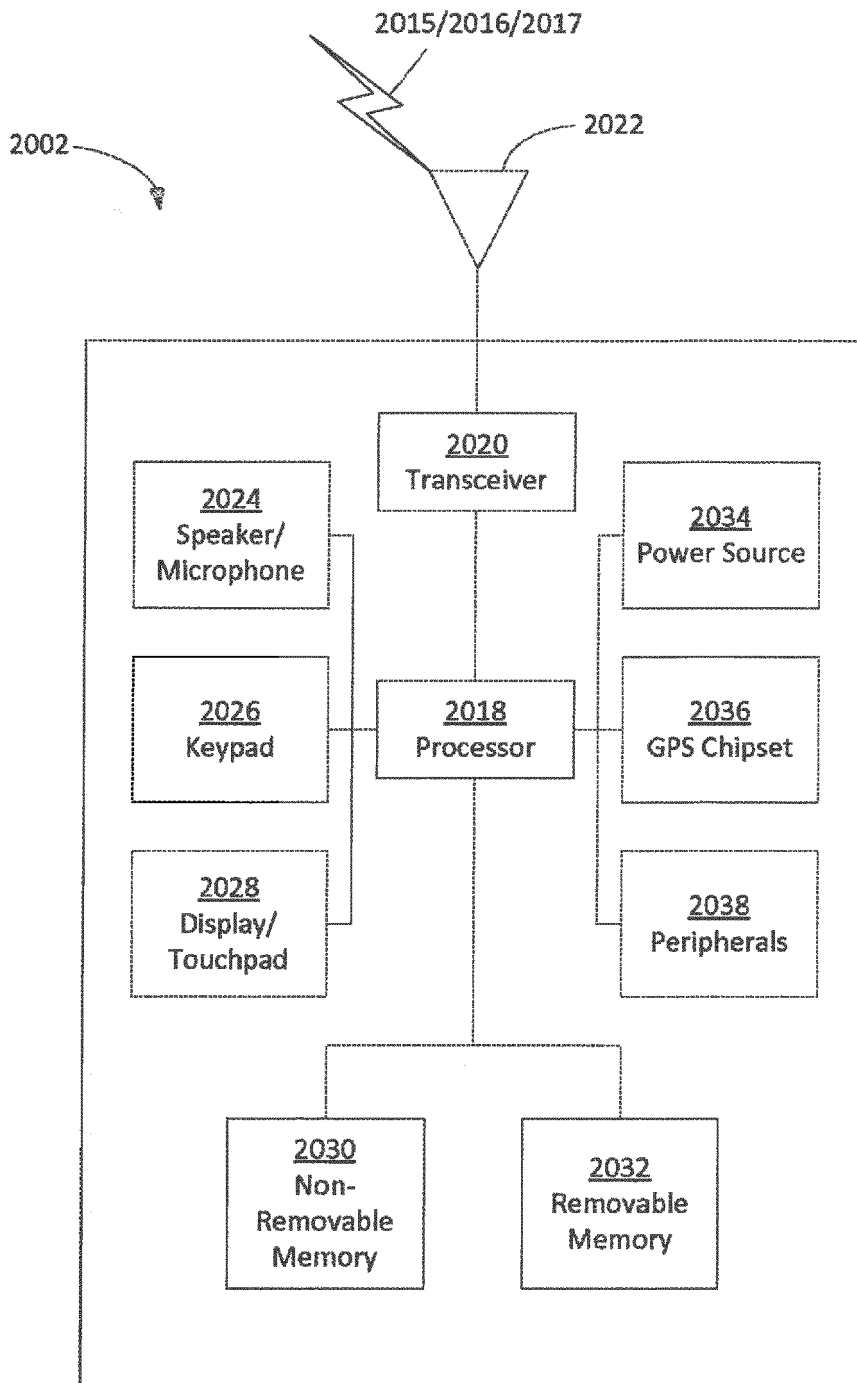 2015/2016/2017
2022
2002
2020
Transceiver
2024
Speaker/
Microphone
2034
Power Source
2026
Keypad
2018
Processor
2036
GPS Chipset
2028
Display/
Touchpad
2038
Peripherals
2030
Non-
Removable
Memory
2032
Removable
Memory